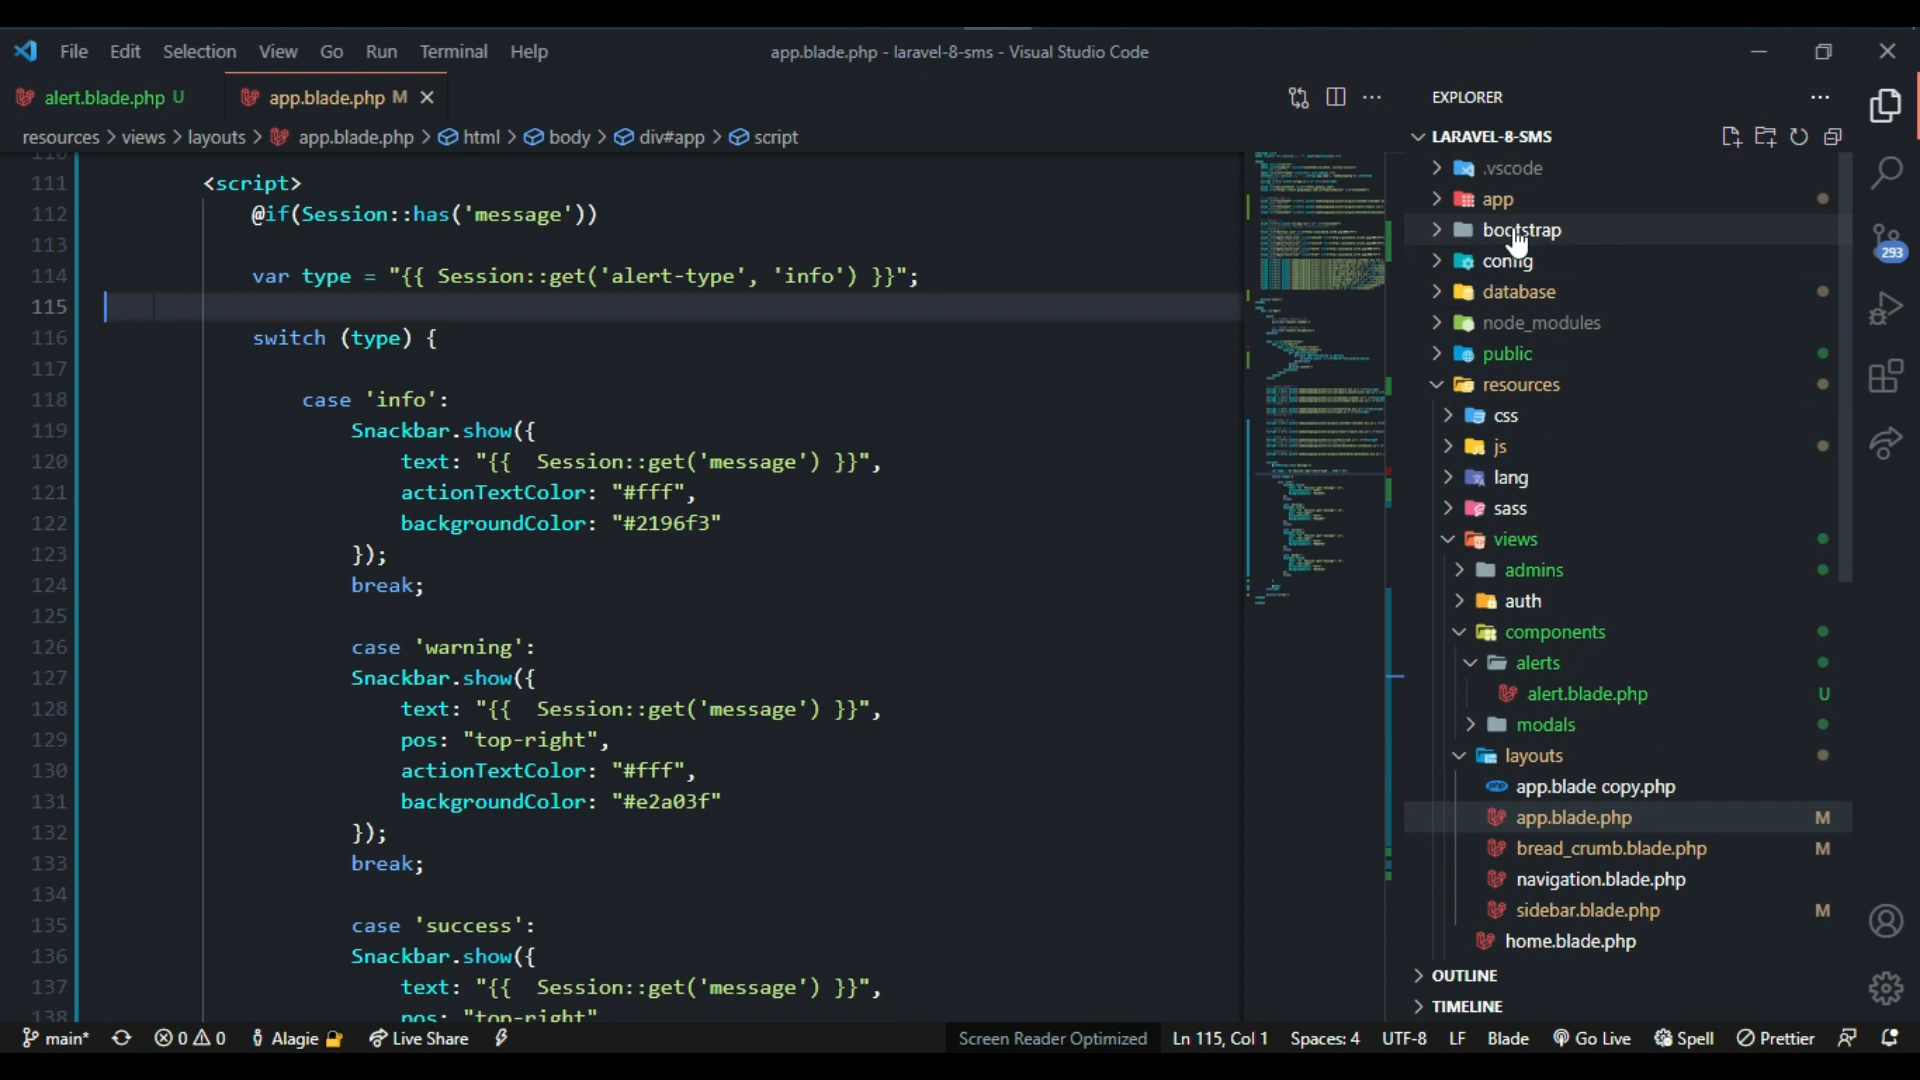 File Edit Selection View Go Run Terminal Help
app.blade.php - laravel-8-sms - Visual Studio Code
alert.blade.php U
app.blade.php M
resources > views > layouts > app.blade.php > html > body > div#app > script
111 <script>
112 @if(Session::has('message'))
113
114 var type = "{{ Session::get('alert-type', 'info') }}";
115
116 switch (type) {
117
118 case 'info':
119 Snackbar.show({
120 text: "{{  Session::get('message') }}",
121 actionTextColor: "#fff",
122 backgroundColor: "#2196f3"
123 });
124 break;
125
126 case 'warning':
127 Snackbar.show({
128 text: "{{  Session::get('message') }}",
129 pos: "top-right",
130 actionTextColor: "#fff",
131 backgroundColor: "#e2a03f"
132 });
133 break;
134
135 case 'success':
136 Snackbar.show({
137 text: "{{  Session::get('message') }}",
138 pos: "top-right"
EXPLORER
LARAVEL-8-SMS
.vscode
app
bootstrap
config
database
node_modules
public
resources
css
js
lang
sass
views
admins
auth
components
alerts
alert.blade.php U
modals
layouts
app.blade copy.php
app.blade.php M
bread_crumb.blade.php M
navigation.blade.php
sidebar.blade.php M
home.blade.php
OUTLINE
TIMELINE
293
main* 0 0 Alagie Live Share
Screen Reader Optimized Ln 115, Col 1 Spaces: 4 UTF-8 LF Blade Go Live Spell Prettier